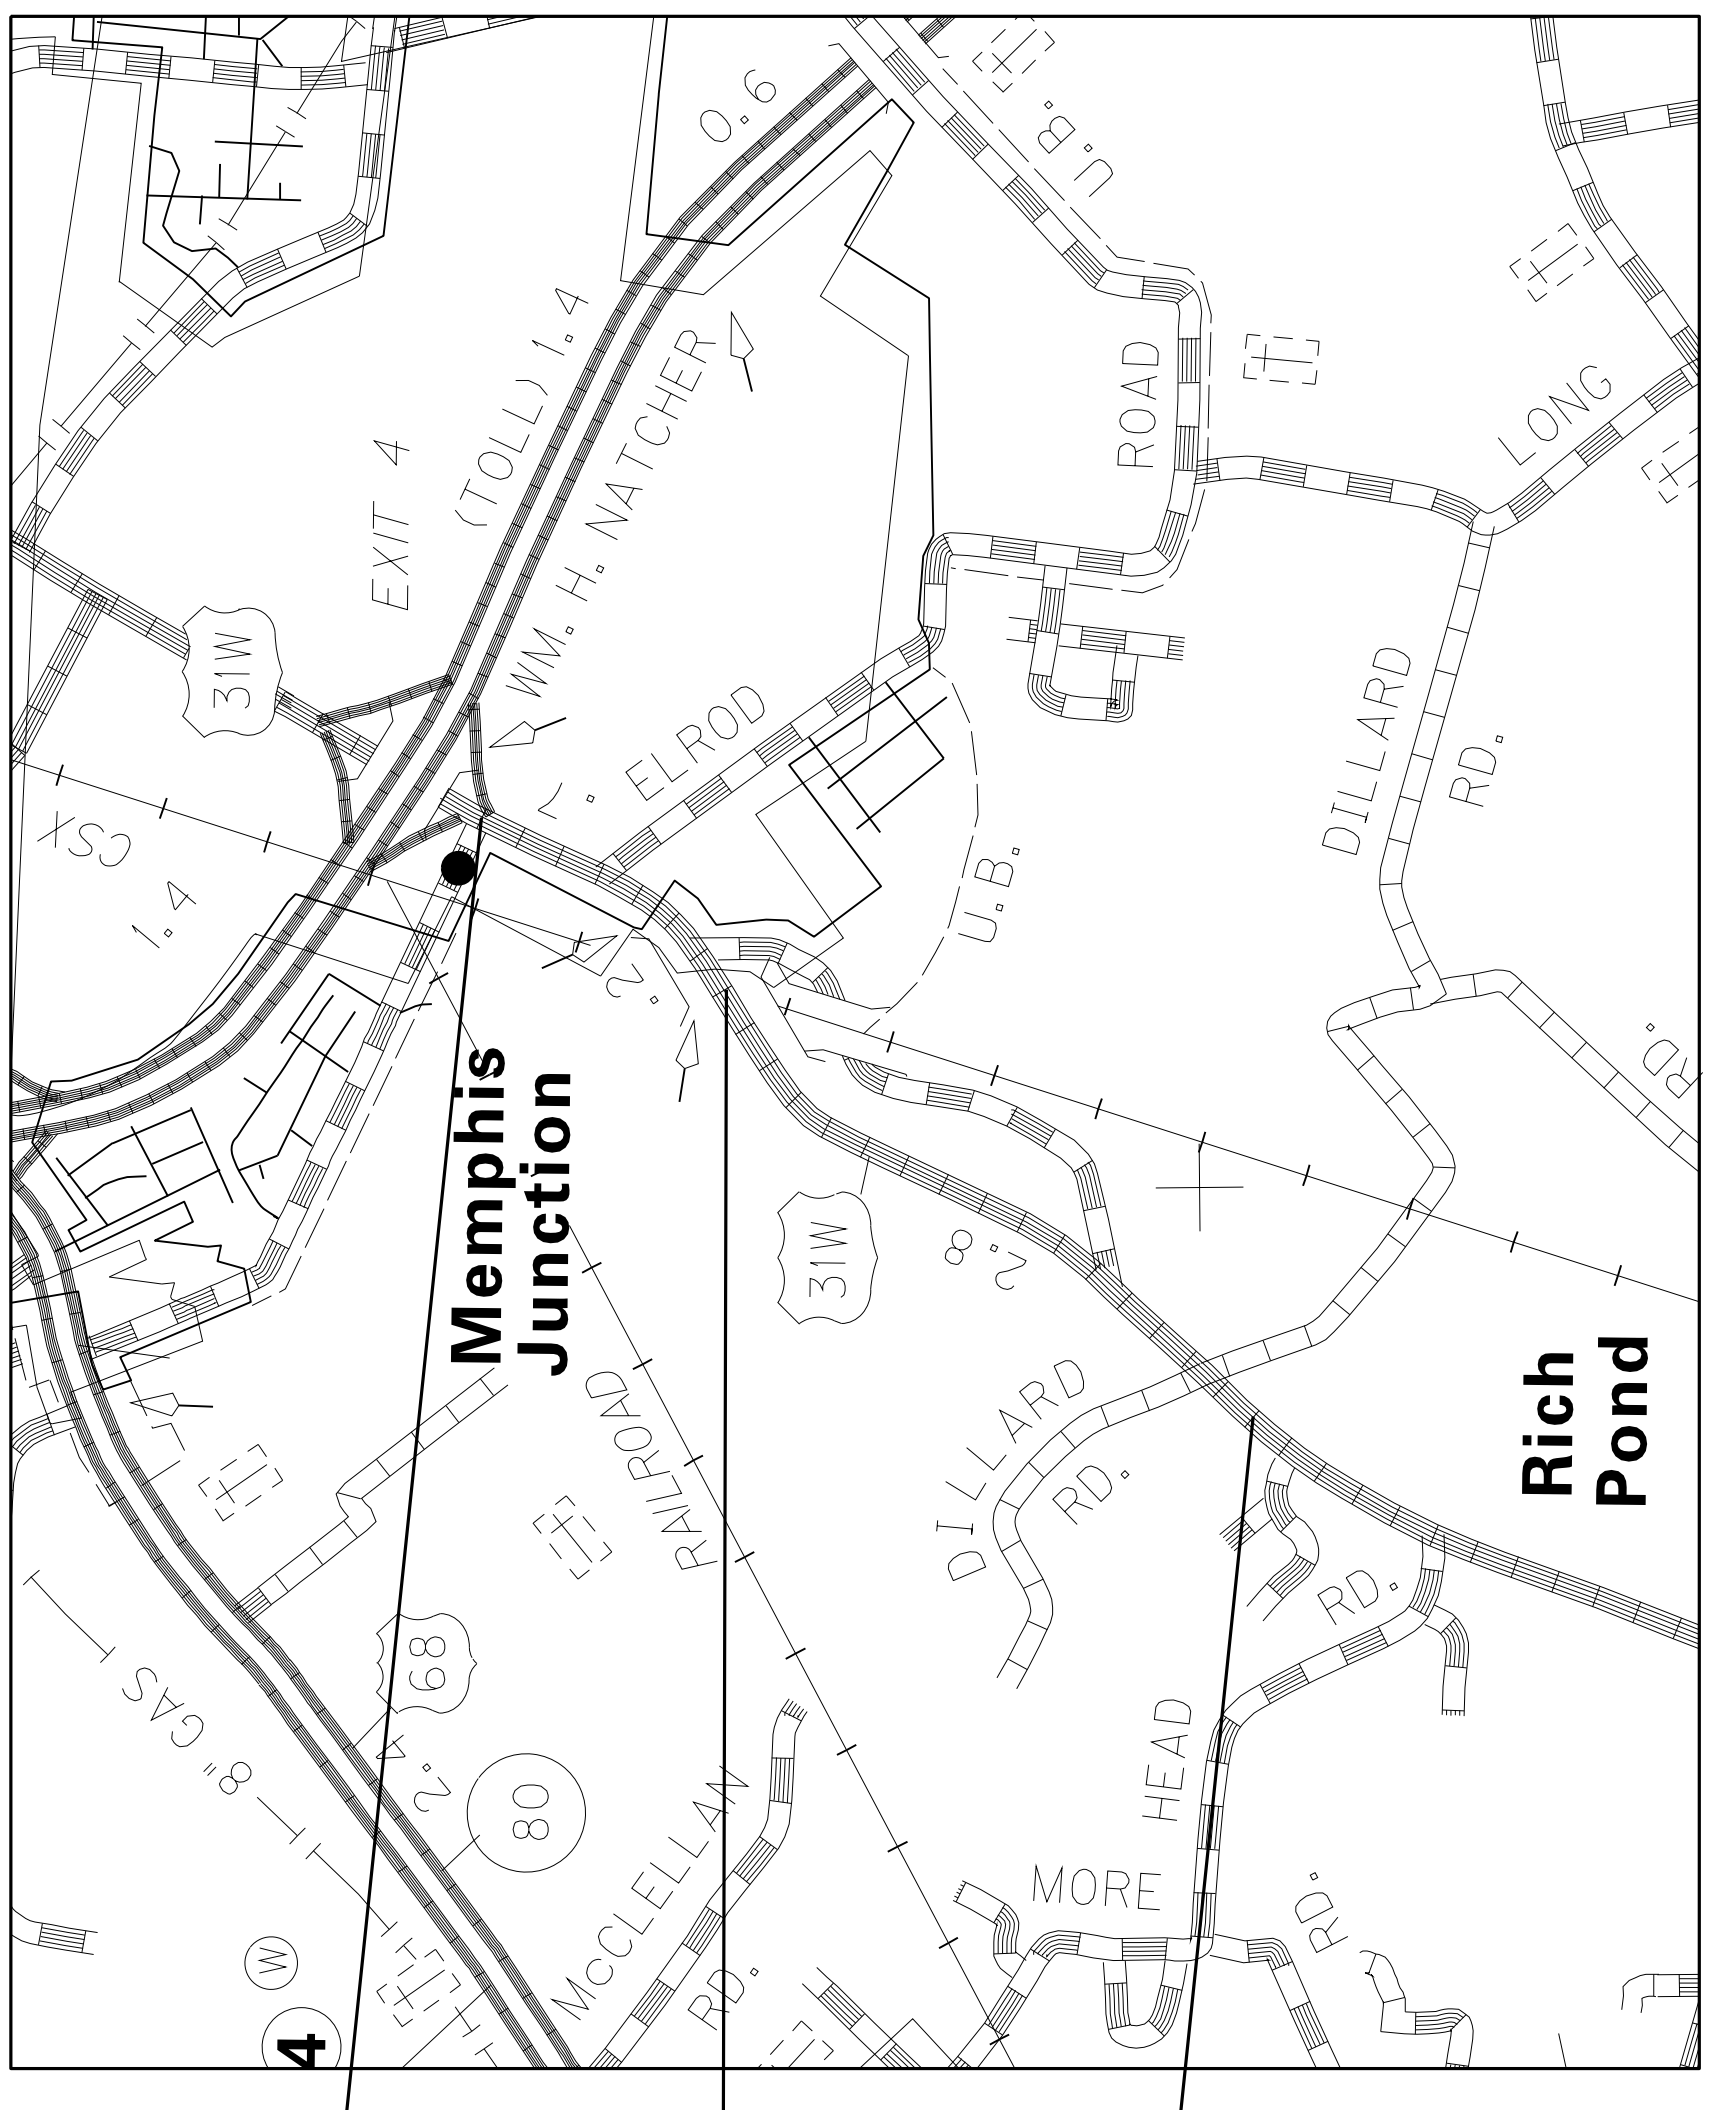 0.6
U.B.
(TOLL) 1.4
EXIT 4
WM. H. NATCHER
ROAD
LONG
31W
ELROD
DILLARD
RD.
CSX
1.4
U.B.
2.
RD.
Memphis
Junction
31W
2.8
Rich
Pond
RAILROAD
DILLARD
RD.
RD.
8" GAS
68
2.4
80
McCLELLAN
RD.
HEAD
MORE
RD.
W
4